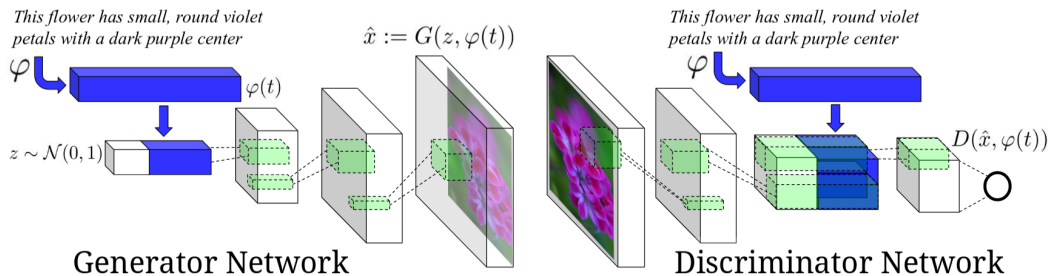 This flower has small, round violet
petals with a dark purple center
φ
φ(t)
z ∼ 𝒩(0, 1)
x̂ := G(z, φ(t))
Generator Network
This flower has small, round violet
petals with a dark purple center
φ
D(x̂, φ(t))
Discriminator Network